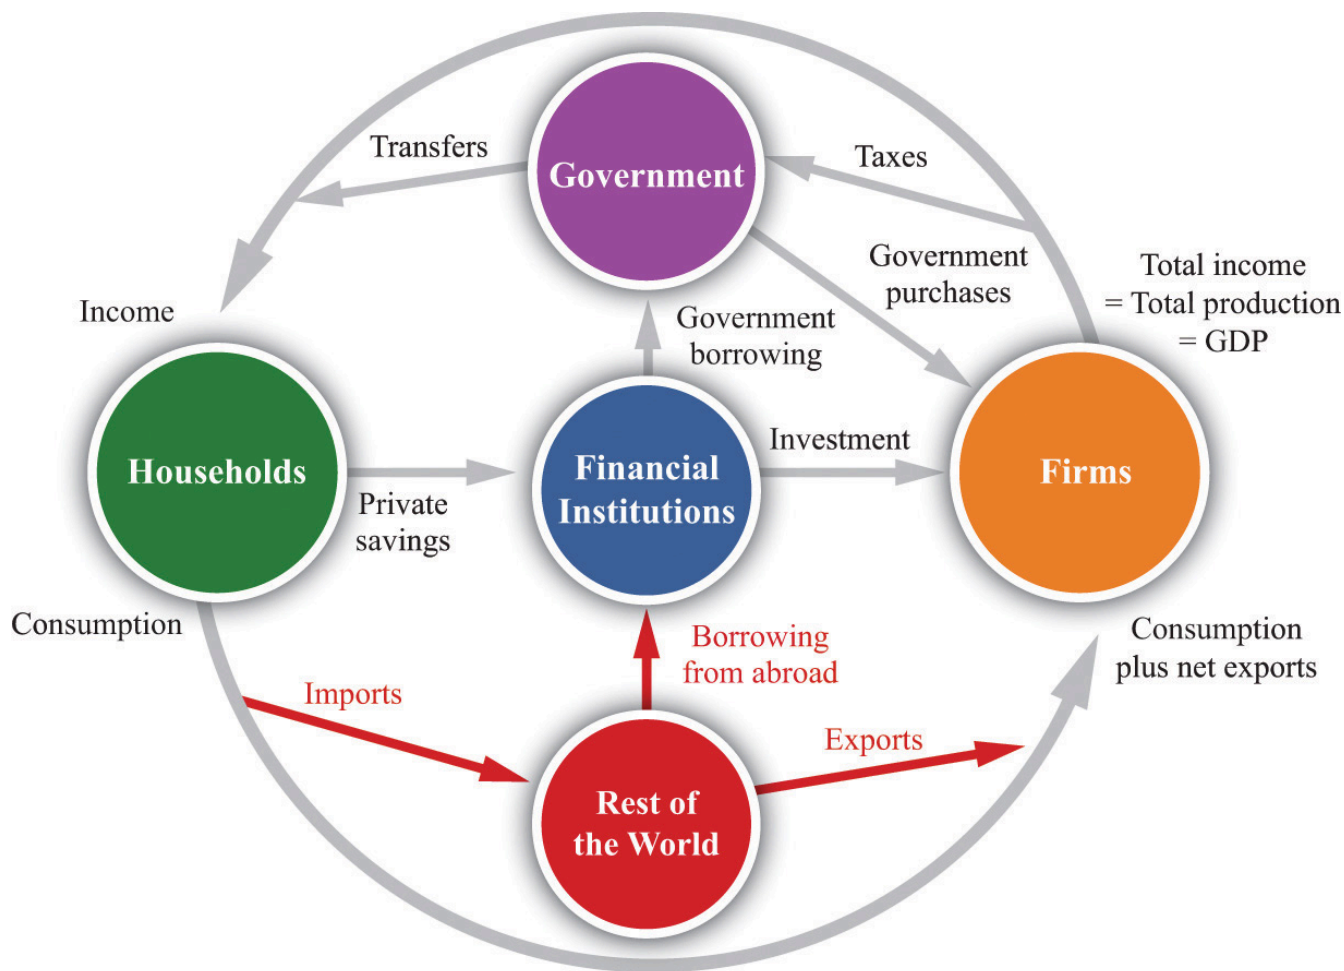 Transfers
Government
Taxes
Government
purchases
Total income
= Total production
= GDP
Income
Government
borrowing
Households
Private
savings
Financial
Institutions
Investment
Firms
Consumption
Imports
Borrowing
from abroad
Exports
Consumption
plus net exports
Rest of
the World